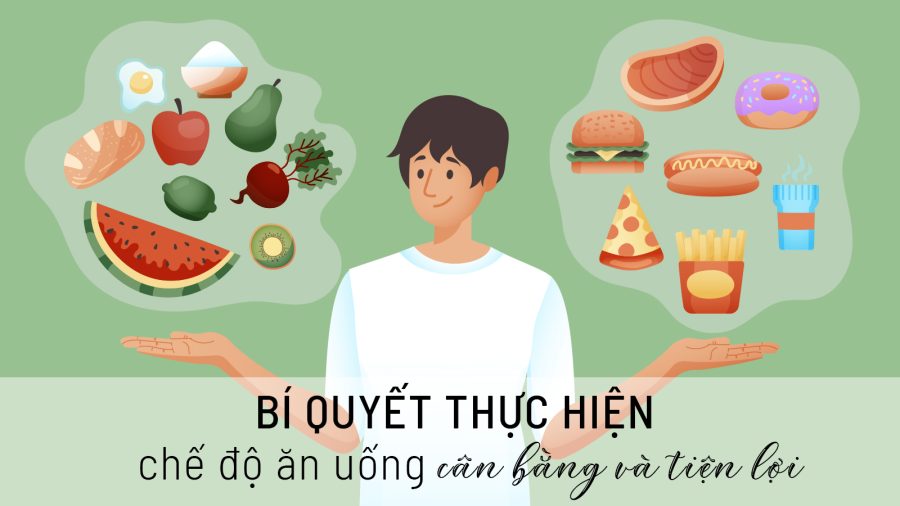 BÍ QUYẾT THỰC HIỆN
chế độ ăn uống cân bằng và tiện lợi